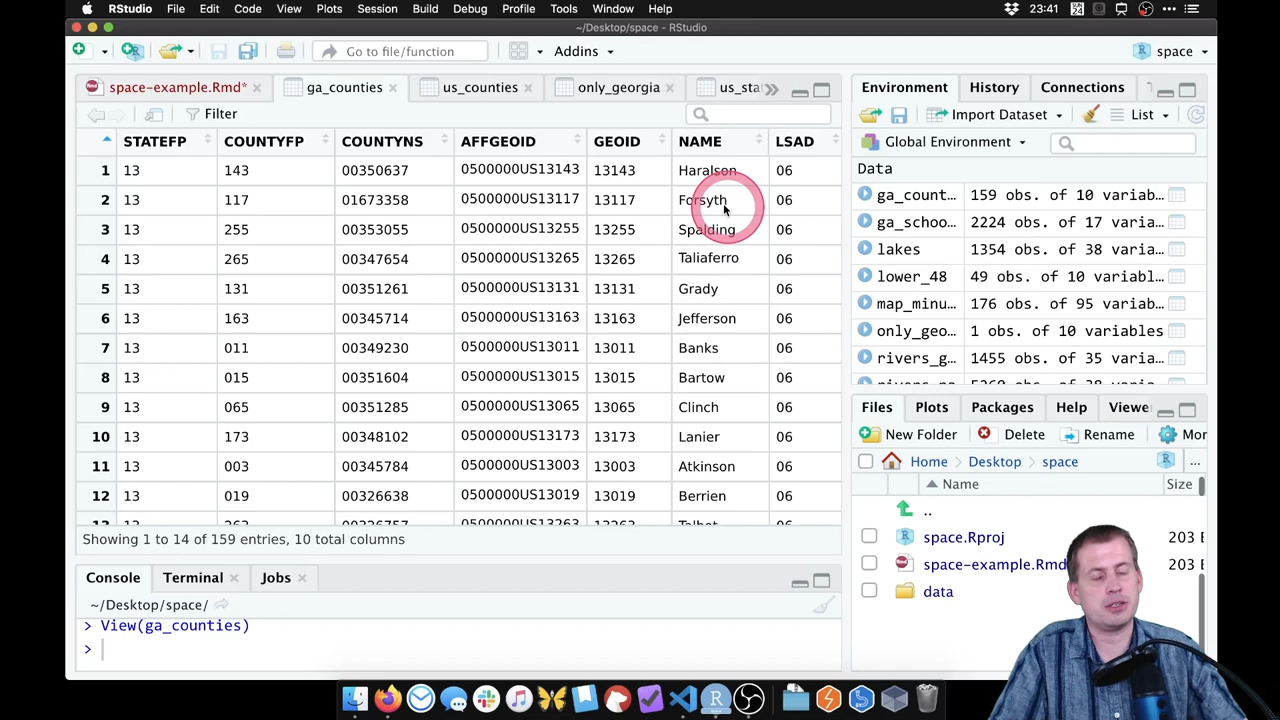 RStudio File Edit Code View Plots Session Build Debug Profile Tools Window Help 23:41
~/Desktop/space - RStudio
Go to file/function Addins space
space-example.Rmd* ga_counties us_counties only_georgia us_sta
Filter
STATEFP COUNTYFP COUNTYNS AFFGEOID GEOID NAME LSAD
1 13 143 00350637 0500000US13143 13143 Haralson 06
2 13 117 01673358 0500000US13117 13117 Forsyth 06
3 13 255 00353055 0500000US13255 13255 Spalding 06
4 13 265 00347654 0500000US13265 13265 Taliaferro 06
5 13 131 00351261 0500000US13131 13131 Grady 06
6 13 163 00345714 0500000US13163 13163 Jefferson 06
7 13 011 00349230 0500000US13011 13011 Banks 06
8 13 015 00351604 0500000US13015 13015 Bartow 06
9 13 065 00351285 0500000US13065 13065 Clinch 06
10 13 173 00348102 0500000US13173 13173 Lanier 06
11 13 003 00345784 0500000US13003 13003 Atkinson 06
12 13 019 00326638 0500000US13019 13019 Berrien 06
Showing 1 to 14 of 159 entries, 10 total columns
Console Terminal Jobs
~/Desktop/space/
> View(ga_counties)
>
Environment History Connections
Import Dataset List
Global Environment
Data
ga_count… 159 obs. of 10 variab…
ga_schoo… 2224 obs. of 17 varia…
lakes 1354 obs. of 38 variab…
lower_48 49 obs. of 10 variabl…
map_minu… 176 obs. of 95 variab…
only_geo… 1 obs. of 10 variables
rivers_g… 1455 obs. of 35 varia…
Files Plots Packages Help Viewe
New Folder Delete Rename Mor
Home > Desktop > space ...
Name Size
..
space.Rproj 203
space-example.Rmd 203
data